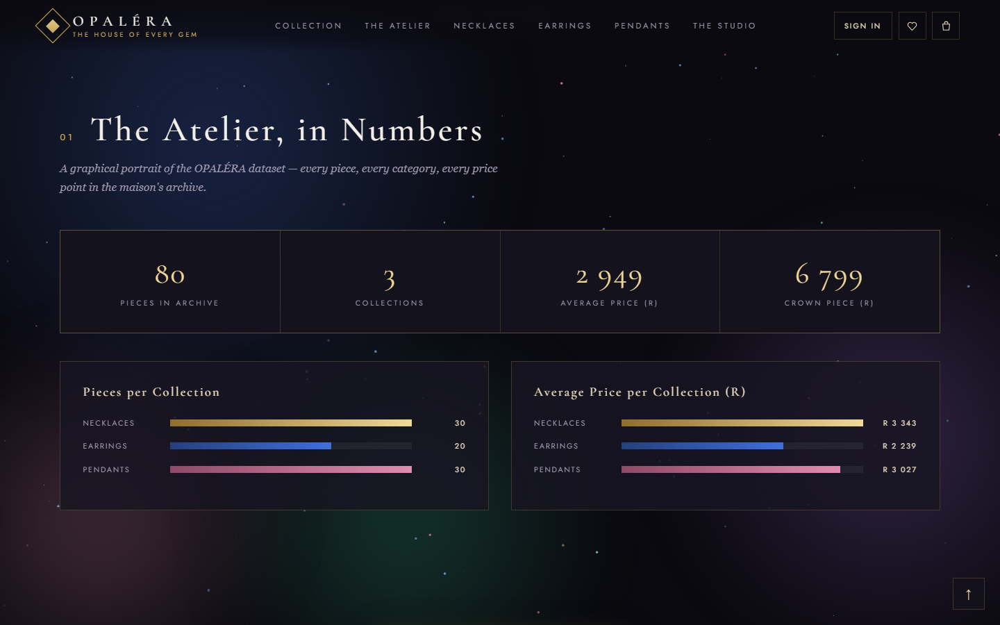 OPALÉRA
THE HOUSE OF EVERY GEM
COLLECTION
THE ATELIER
NECKLACES
EARRINGS
PENDANTS
THE STUDIO
SIGN IN
01
The Atelier, in Numbers
A graphical portrait of the OPALÉRA dataset — every piece, every category, every price
point in the maison's archive.
80
PIECES IN ARCHIVE
3
COLLECTIONS
2 949
AVERAGE PRICE (R)
6 799
CROWN PIECE (R)
Pieces per Collection
NECKLACES 30
EARRINGS 20
PENDANTS 30
Average Price per Collection (R)
NECKLACES R 3 343
EARRINGS R 2 239
PENDANTS R 3 027
↑